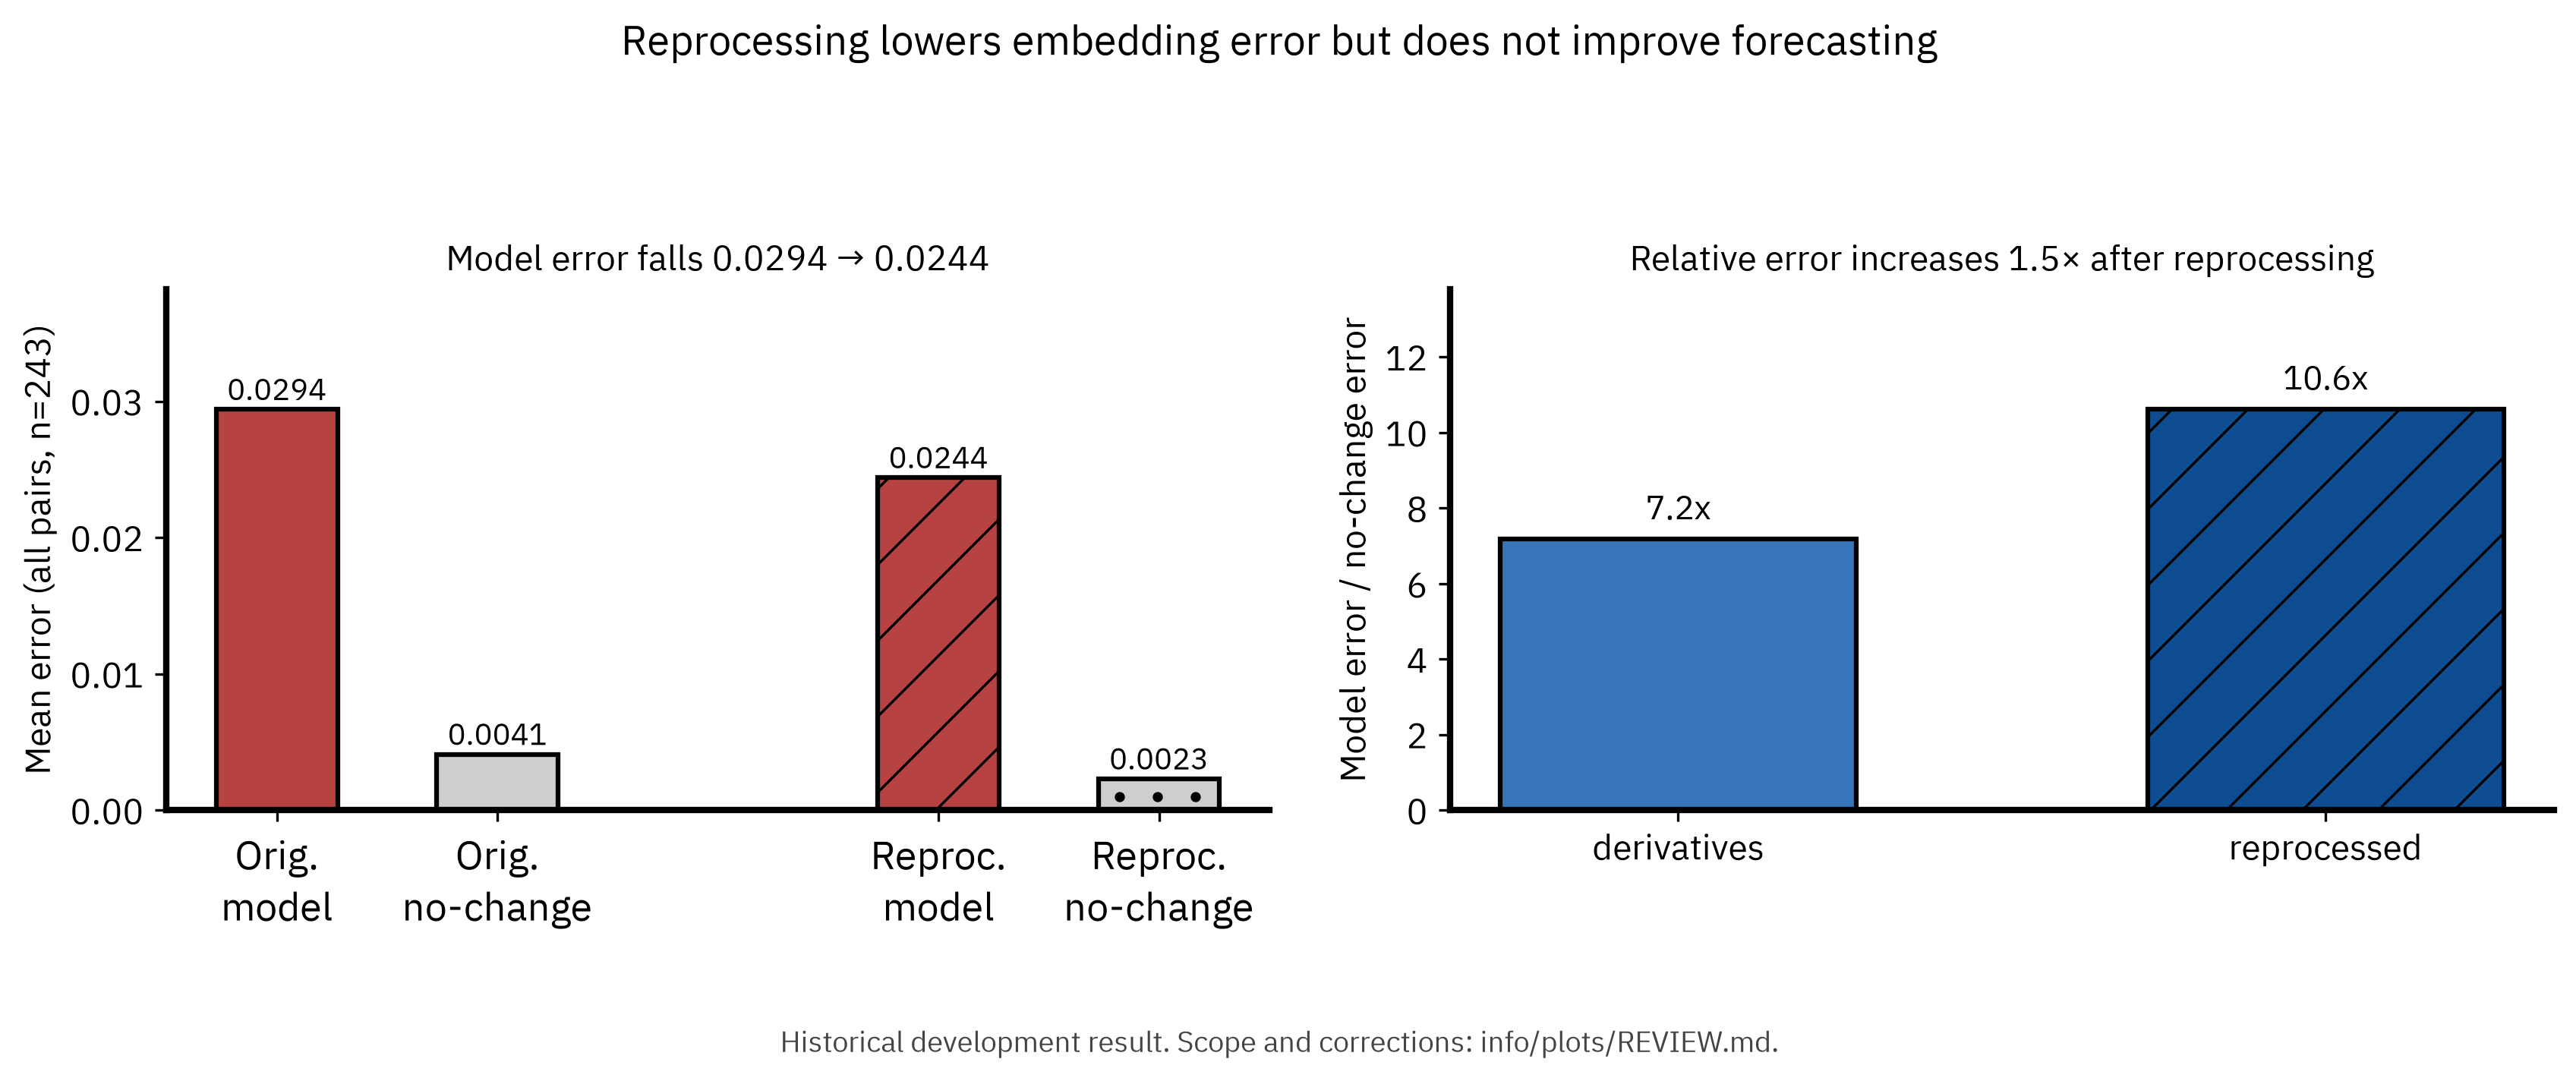 Reprocessing lowers embedding error but does not improve forecasting
Model error falls 0.0294 → 0.0244
Mean error (all pairs, n=243)
0.03
0.02
0.01
0.00
0.0294
0.0041
0.0244
0.0023
Orig.
model
Orig.
no-change
Reproc.
model
Reproc.
no-change
Relative error increases 1.5× after reprocessing
Model error / no-change error
12
10
8
6
4
2
0
7.2x
10.6x
derivatives
reprocessed
Historical development result. Scope and corrections: info/plots/REVIEW.md.